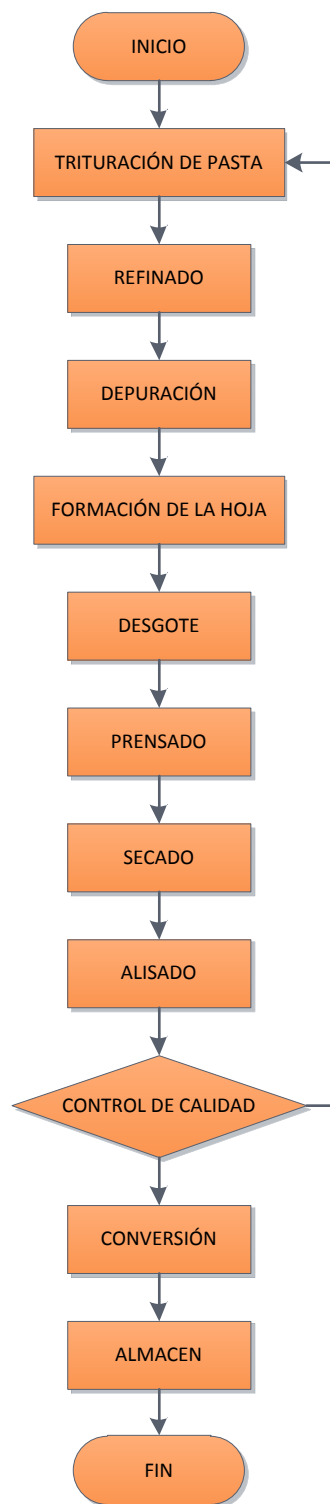 INICIO
TRITURACIÓN DE PASTA
REFINADO
DEPURACIÓN
FORMACIÓN DE LA HOJA
DESGOTE
PRENSADO
SECADO
ALISADO
CONTROL DE CALIDAD
CONVERSIÓN
ALMACEN
FIN